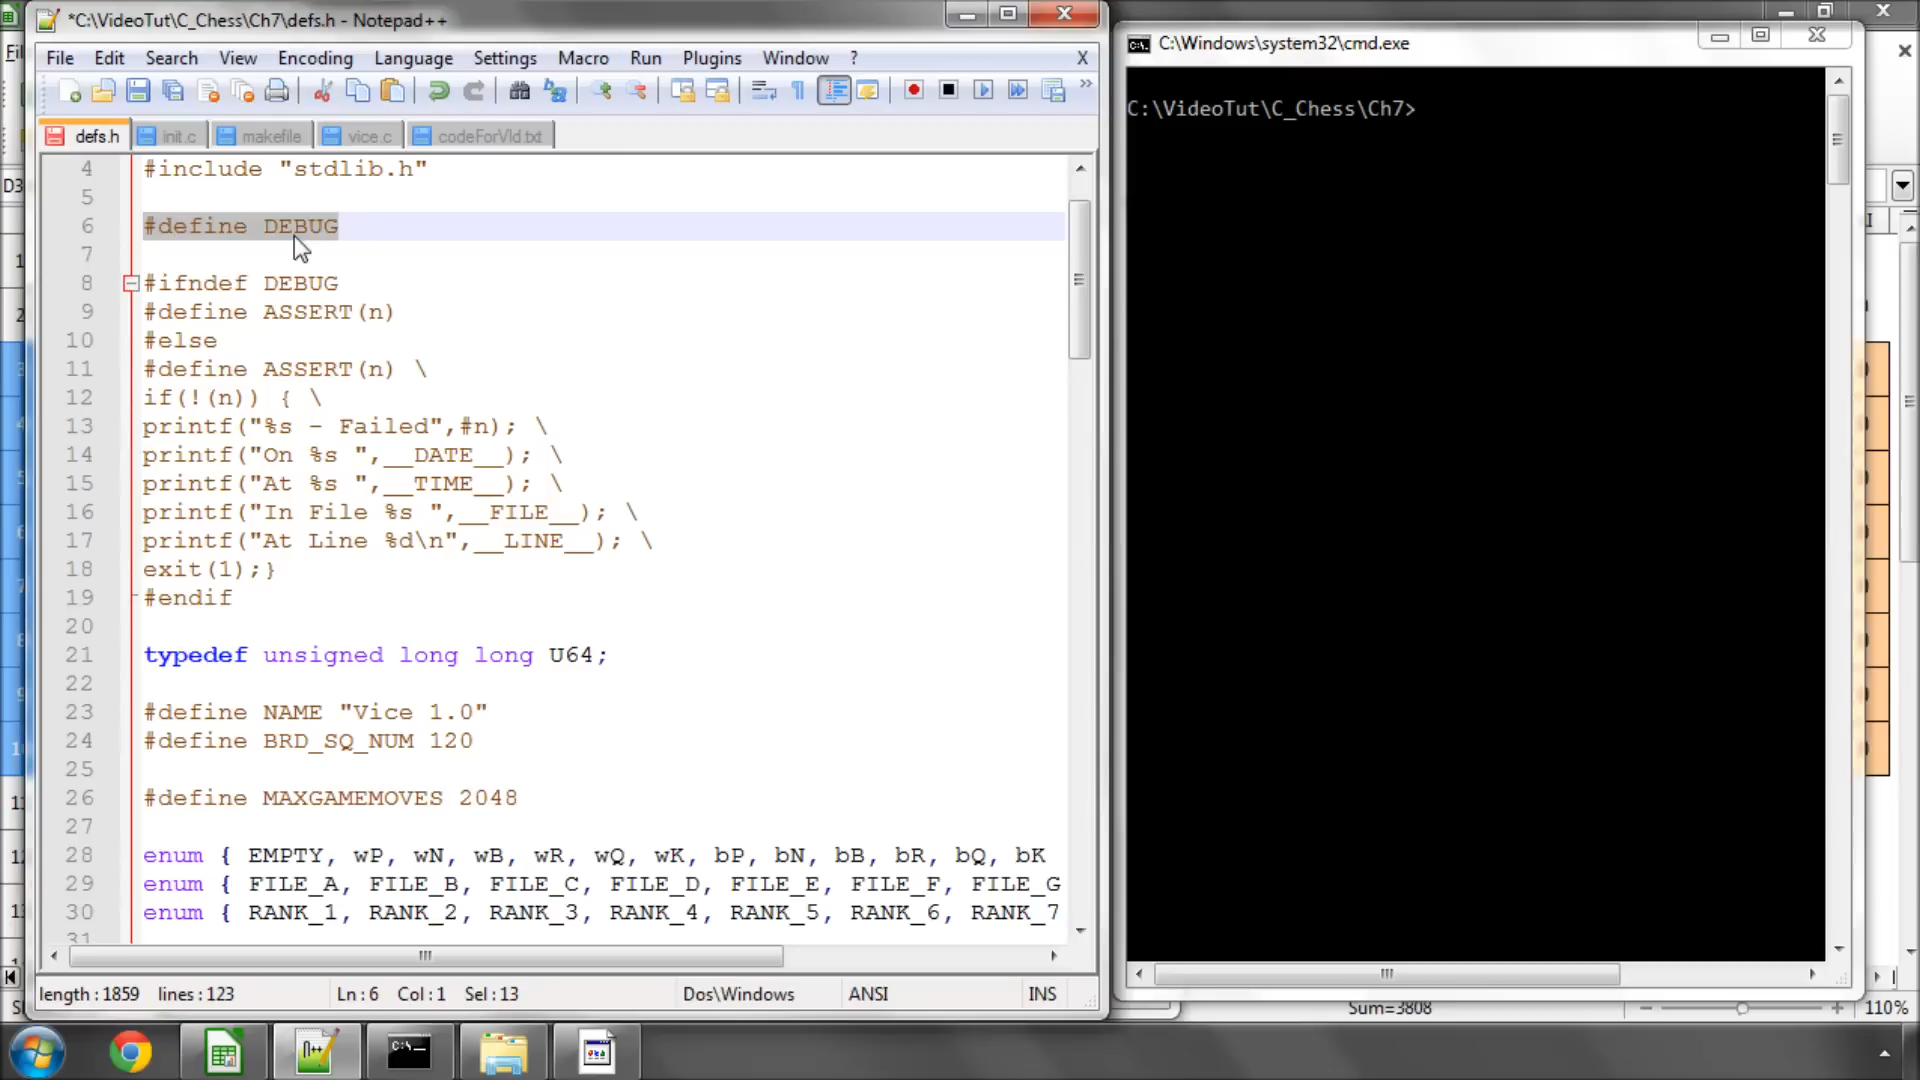 *C:\VideoTut\C_Chess\Ch7\defs.h - Notepad++
File Edit Search View Encoding Language Settings Macro Run Plugins Window ? X
defs.h init.c makefile vice.c codeForVid.txt
4 #include "stdlib.h"
5
6 #define DEBUG
7
8 #ifndef DEBUG
9 #define ASSERT(n)
10 #else
11 #define ASSERT(n) \
12 if(!(n)) { \
13 printf("%s - Failed",#n); \
14 printf("On %s ",__DATE__); \
15 printf("At %s ",__TIME__); \
16 printf("In File %s ",__FILE__); \
17 printf("At Line %d\n",__LINE__); \
18 exit(1);}
19 #endif
20
21 typedef unsigned long long U64;
22
23 #define NAME "Vice 1.0"
24 #define BRD_SQ_NUM 120
25
26 #define MAXGAMEMOVES 2048
27
28 enum { EMPTY, wP, wN, wB, wR, wQ, wK, bP, bN, bB, bR, bQ, bK
29 enum { FILE_A, FILE_B, FILE_C, FILE_D, FILE_E, FILE_F, FILE_G
30 enum { RANK_1, RANK_2, RANK_3, RANK_4, RANK_5, RANK_6, RANK_7
31
length : 1859 lines : 123 Ln : 6 Col : 1 Sel : 13 Dos\Windows ANSI INS
C:\Windows\system32\cmd.exe
C:\VideoTut\C_Chess\Ch7>
D3
Sum=3808
110%